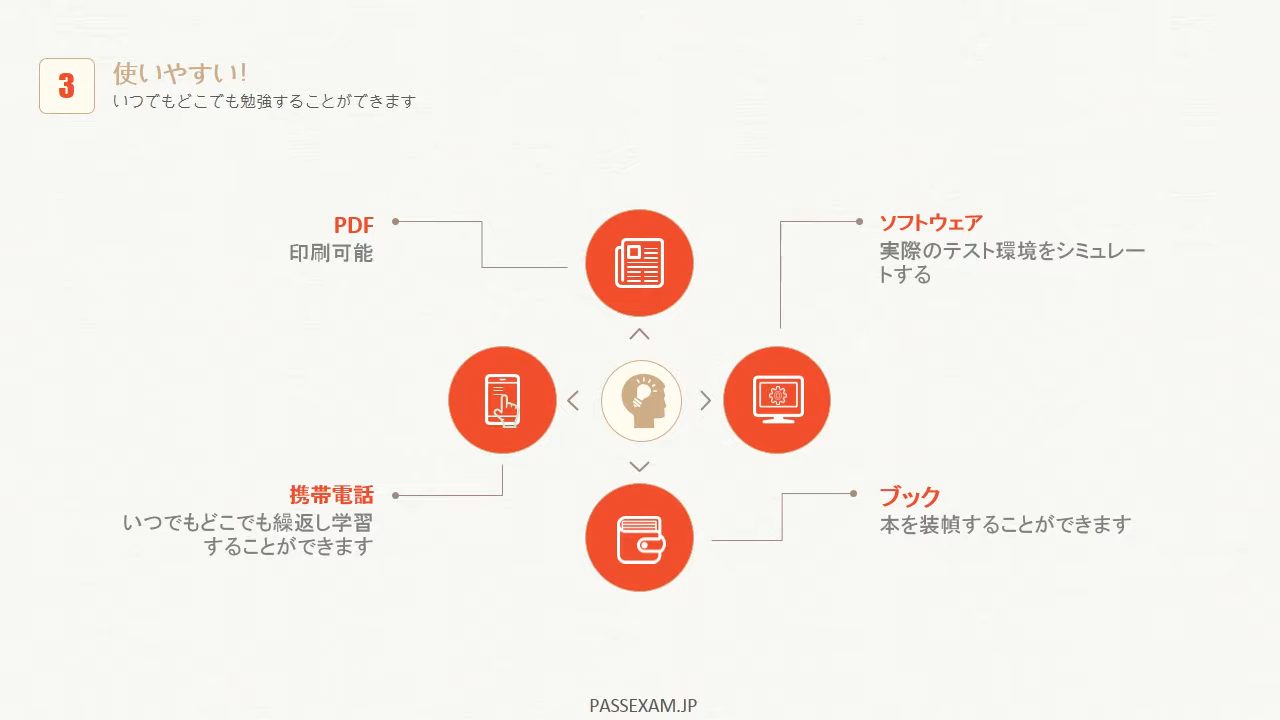 3
使いやすい!
いつでもどこでも勉強することができます
PDF
印刷可能
ソフトウェア
実際のテスト環境をシミュレー
トする
携帯電話
いつでもどこでも繰返し学習
することができます
ブック
本を装幀することができます
PASSEXAM.JP